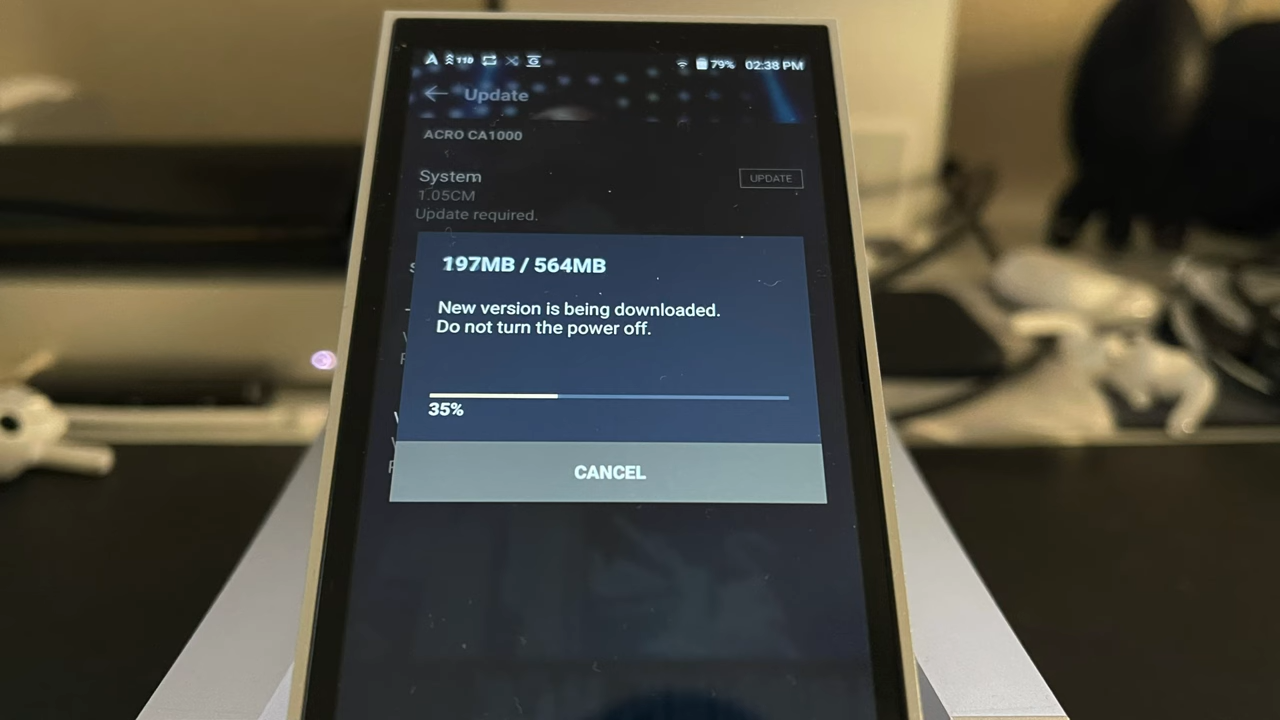 A 110 79% 02:38 PM
Update
ACRO CA1000
System
UPDATE
1.05CM
Update required.
197MB / 564MB
New version is being downloaded.
Do not turn the power off.
35%
CANCEL